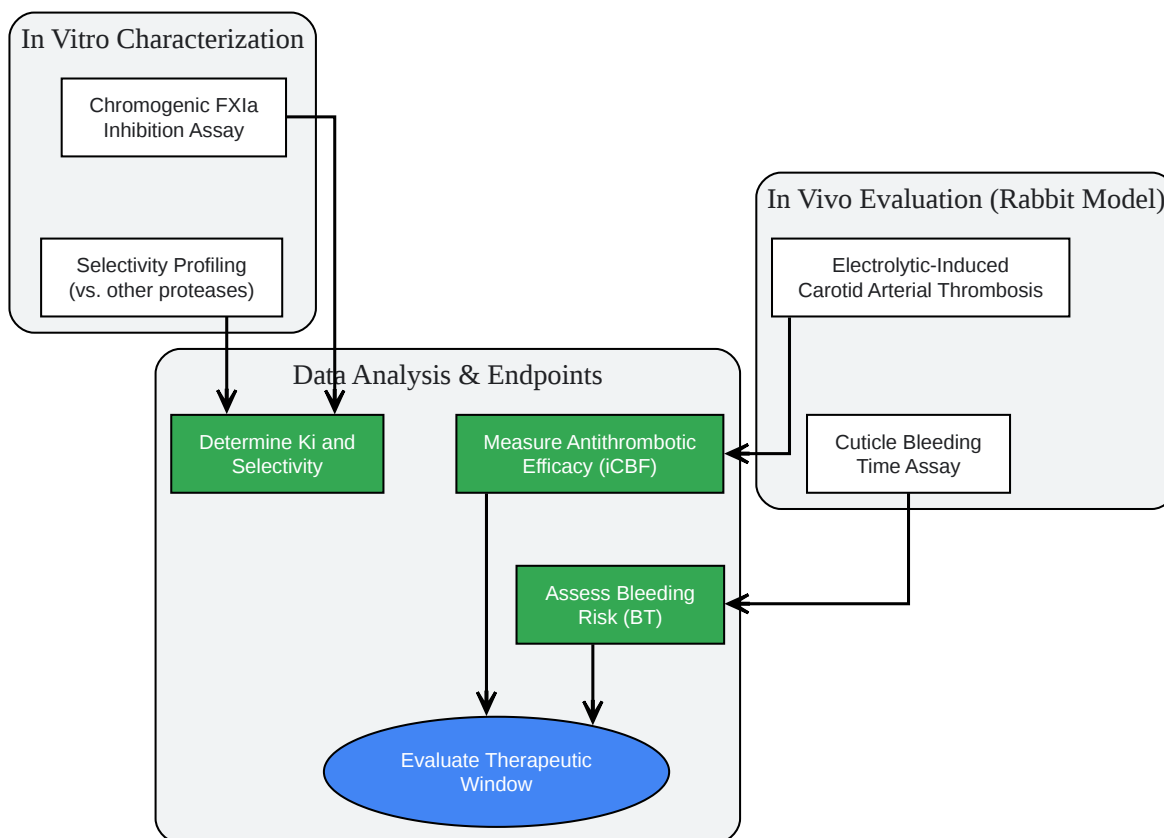 In Vitro Characterization
Chromogenic FXIa
Inhibition Assay
Selectivity Profiling
(vs. other proteases)
In Vivo Evaluation (Rabbit Model)
Electrolytic-Induced
Carotid Arterial Thrombosis
Cuticle Bleeding
Time Assay
Data Analysis & Endpoints
Determine Ki and
Selectivity
Measure Antithrombotic
Efficacy (iCBF)
Assess Bleeding
Risk (BT)
Evaluate Therapeutic
Window